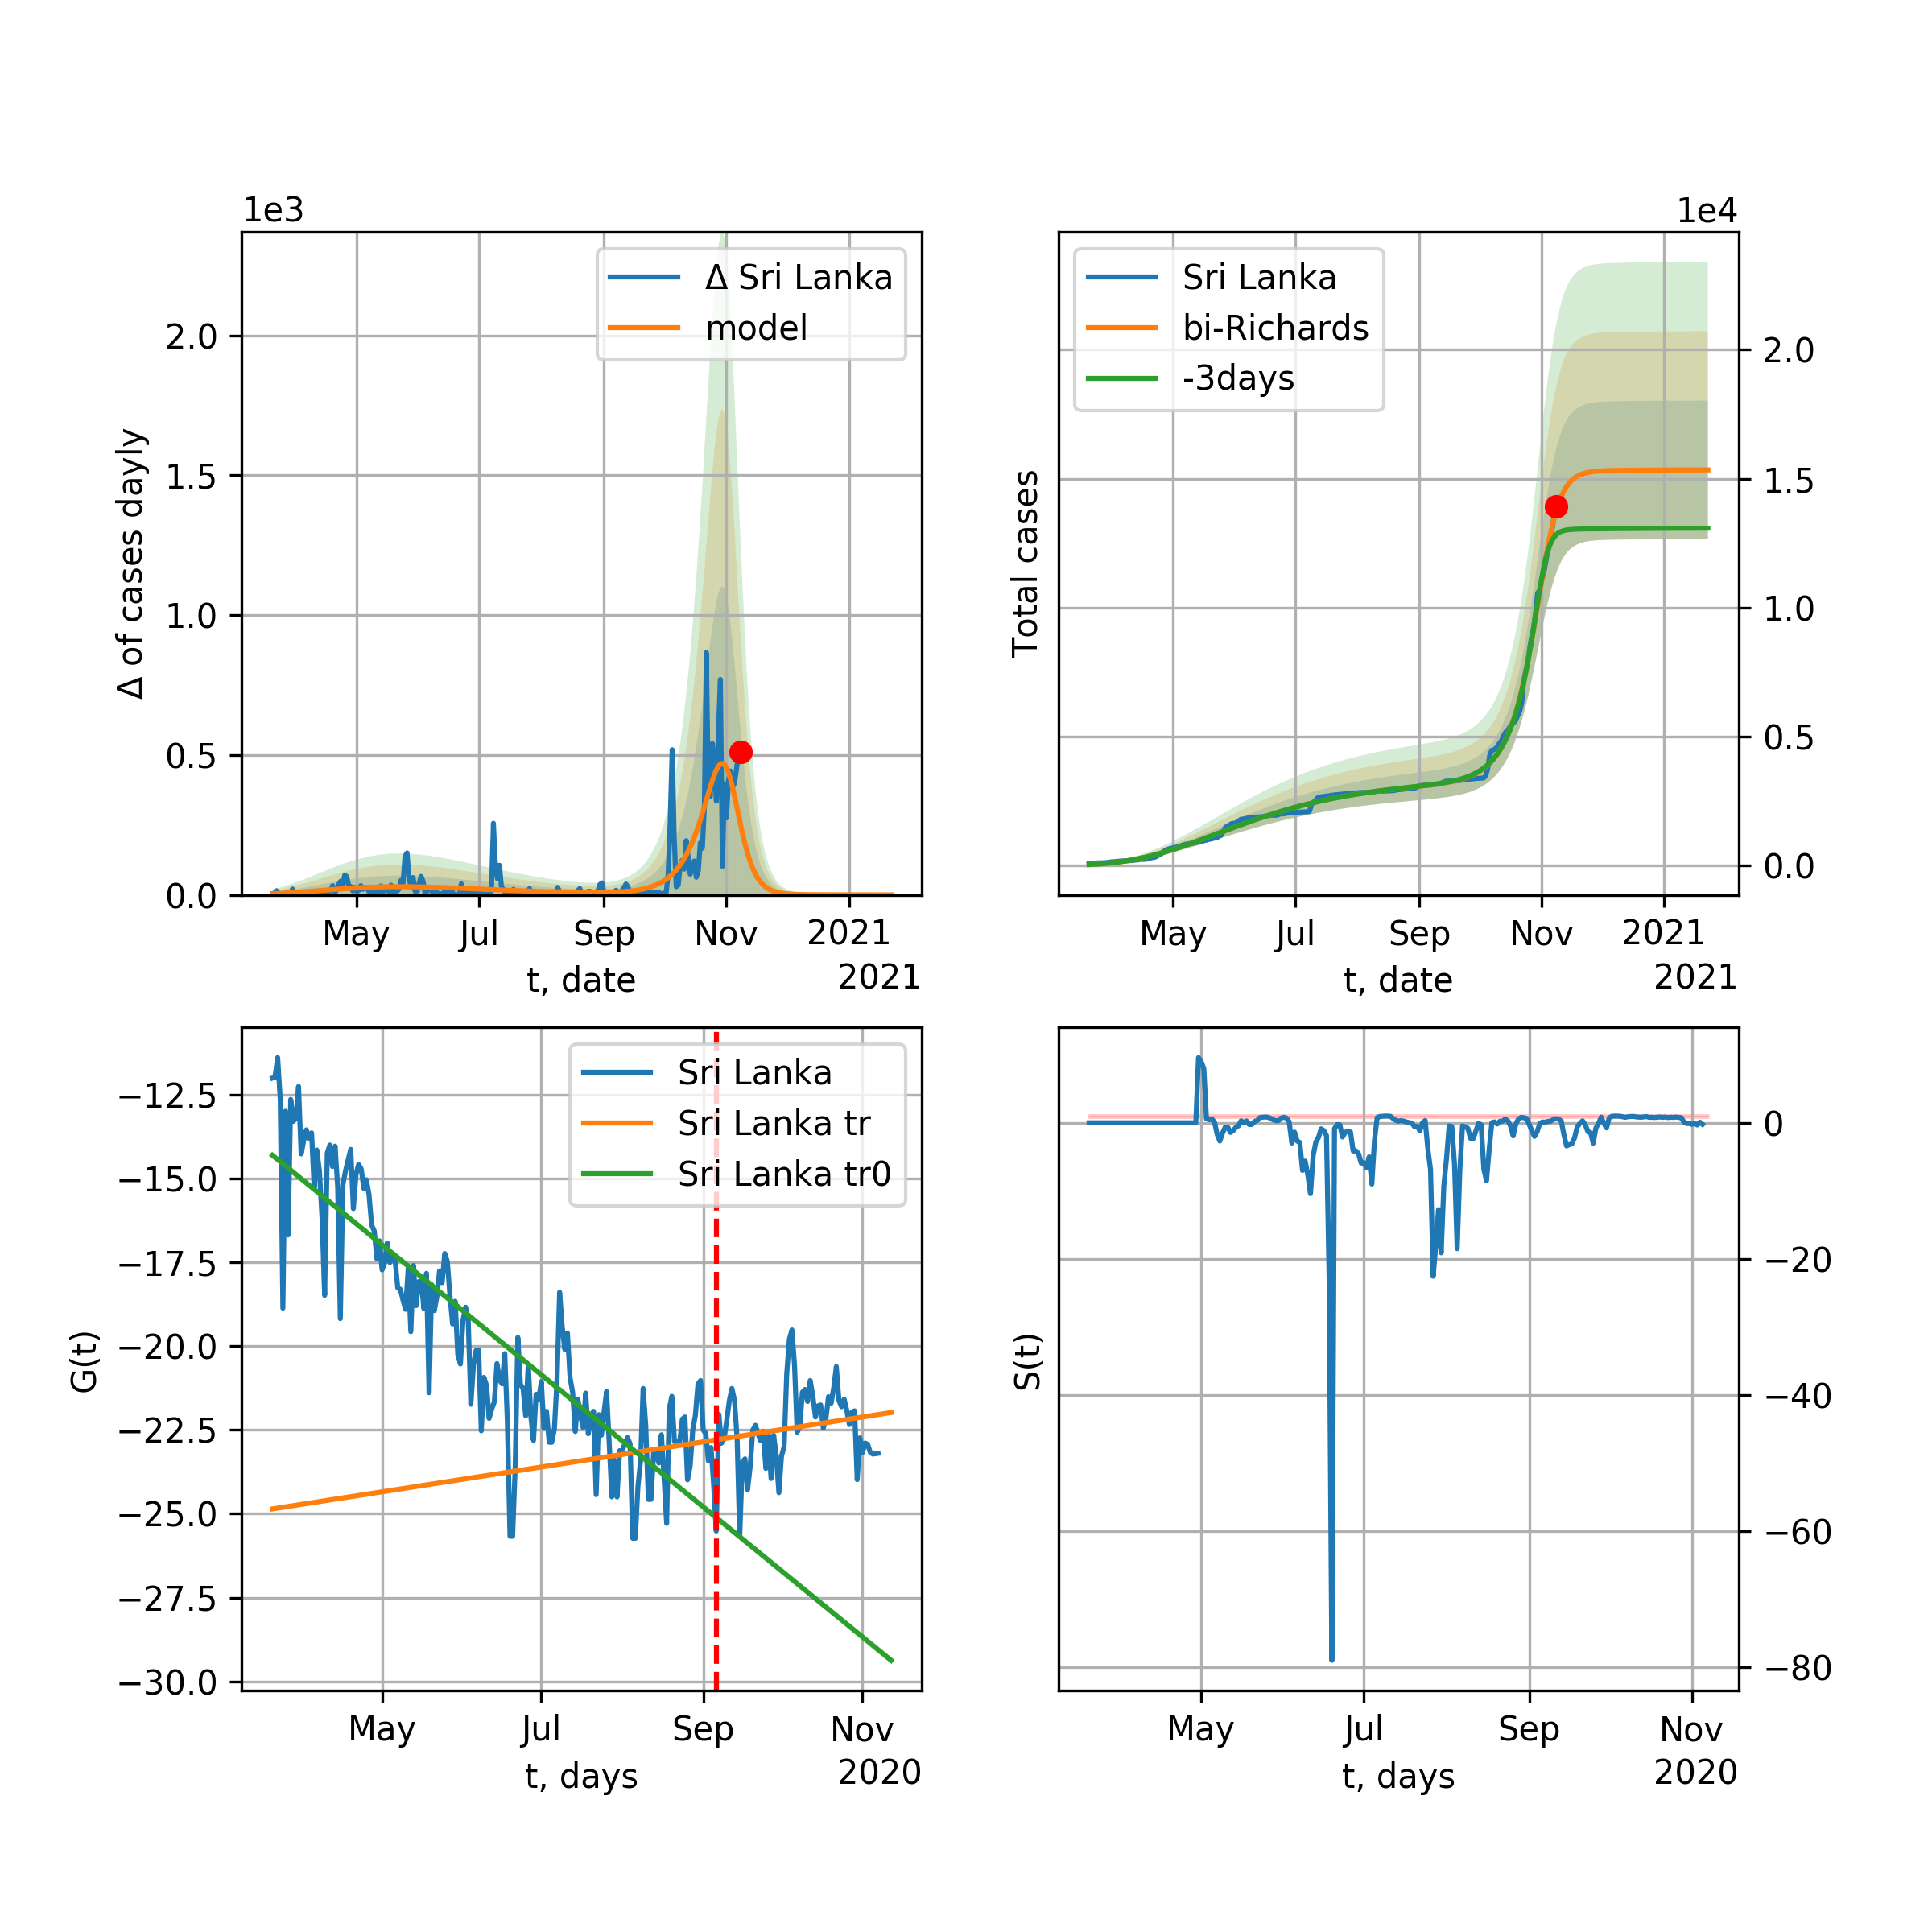 1e3
Δ of cases dayly
2.0
1.5
1.0
0.5
0.0
Δ Sri Lanka
model
May Jul Sep Nov 2021
t, date
2021
1e4
Total cases
Sri Lanka
bi-Richards
-3days
2.0
1.5
1.0
0.5
0.0
May Jul Sep Nov 2021
t, date
2021
G(t)
−12.5
−15.0
−17.5
−20.0
−22.5
−25.0
−27.5
−30.0
Sri Lanka
Sri Lanka tr
Sri Lanka tr0
May Jul Sep Nov
t, days
2020
S(t)
0
−20
−40
−60
−80
May Jul Sep Nov
t, days
2020